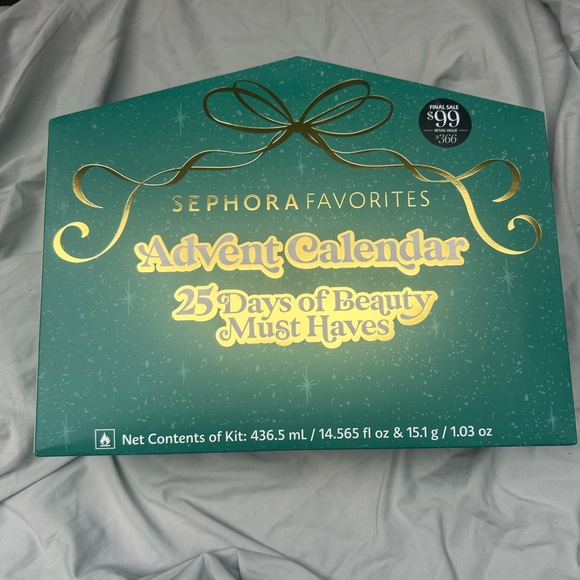 FINAL SALE
$99
RETAIL VALUE
$366
SEPHORA FAVORITES
Advent Calendar
25 Days of Beauty
Must Haves
Net Contents of Kit: 436.5 mL / 14.565 fl oz & 15.1 g / 1.03 oz